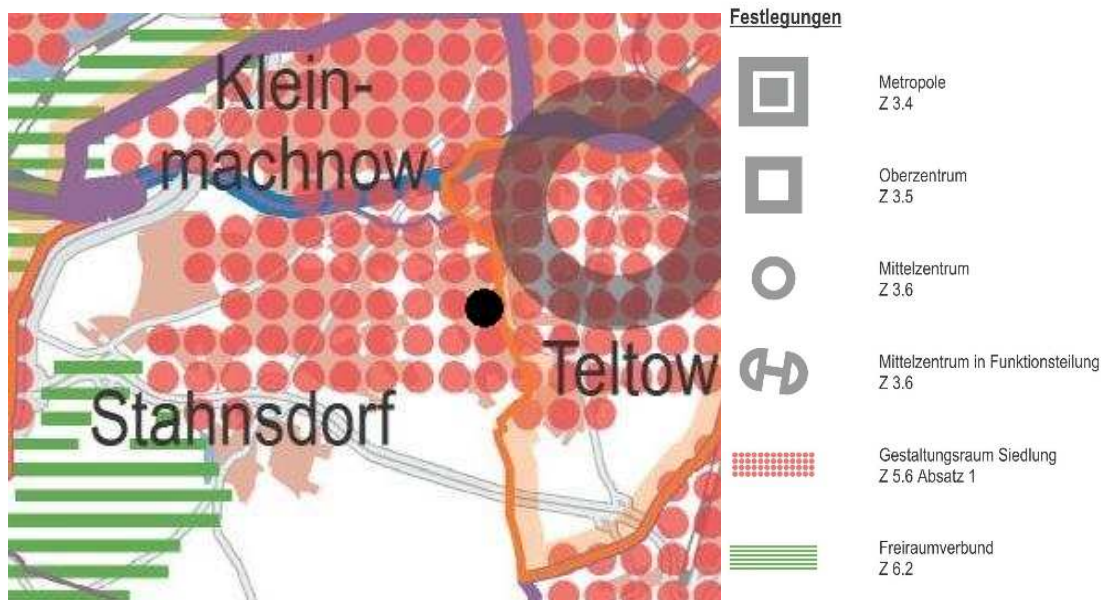 Klein-
machnow
Teltow
Stahnsdorf
Festlegungen
Metropole
Z 3.4
Oberzentrum
Z 3.5
Mittelzentrum
Z 3.6
Mittelzentrum in Funktionsteilung
Z 3.6
Gestaltungsraum Siedlung
Z 5.6 Absatz 1
Freiraumverbund
Z 6.2